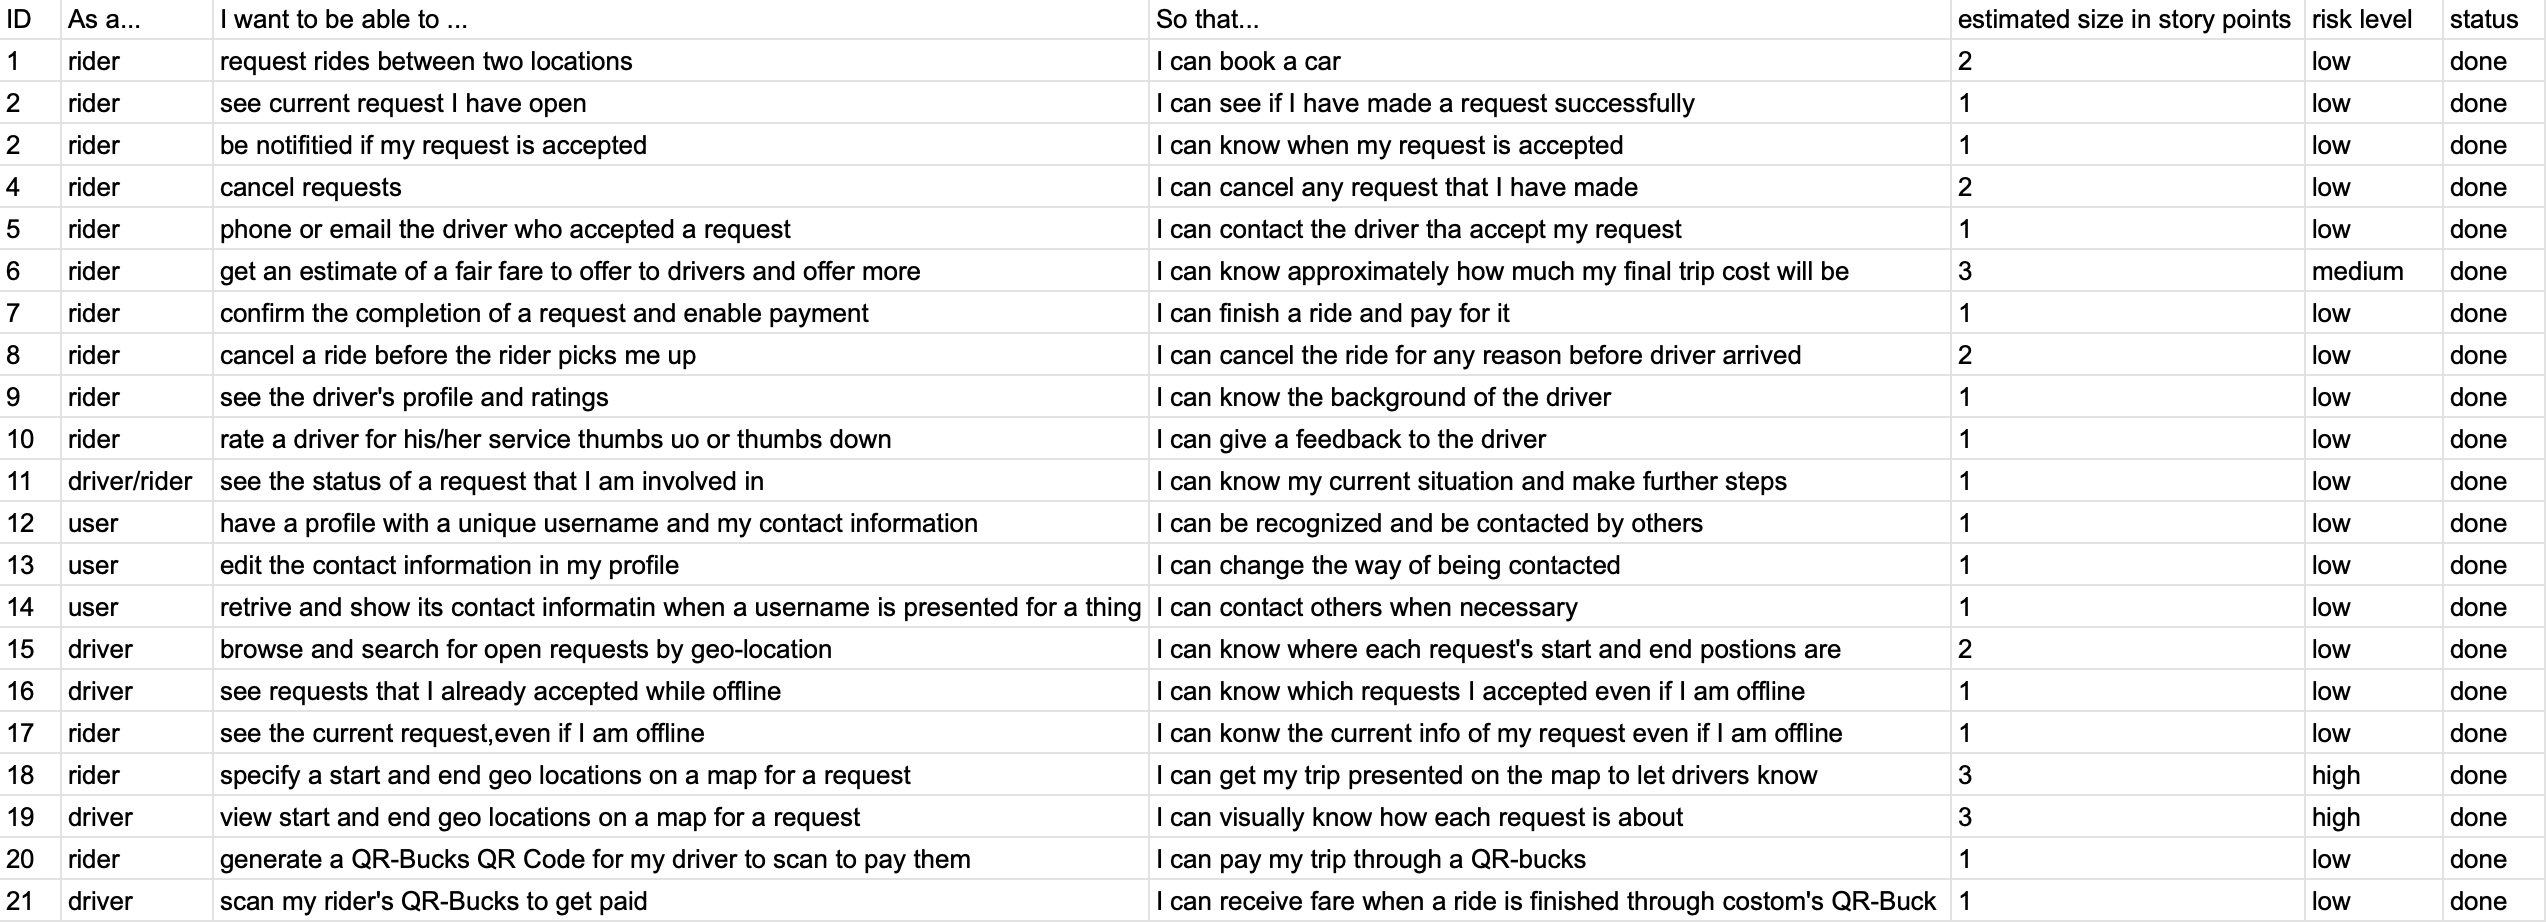 ID As a... I want to be able to ... So that... estimated size in story points risk level status
1 rider request rides between two locations I can book a car 2 low done
2 rider see current request I have open I can see if I have made a request successfully 1 low done
2 rider be notifitied if my request is accepted I can know when my request is accepted 1 low done
4 rider cancel requests I can cancel any request that I have made 2 low done
5 rider phone or email the driver who accepted a request I can contact the driver tha accept my request 1 low done
6 rider get an estimate of a fair fare to offer to drivers and offer more I can know approximately how much my final trip cost will be 3 medium done
7 rider confirm the completion of a request and enable payment I can finish a ride and pay for it 1 low done
8 rider cancel a ride before the rider picks me up I can cancel the ride for any reason before driver arrived 2 low done
9 rider see the driver's profile and ratings I can know the background of the driver 1 low done
10 rider rate a driver for his/her service thumbs uo or thumbs down I can give a feedback to the driver 1 low done
11 driver/rider see the status of a request that I am involved in I can know my current situation and make further steps 1 low done
12 user have a profile with a unique username and my contact information I can be recognized and be contacted by others 1 low done
13 user edit the contact information in my profile I can change the way of being contacted 1 low done
14 user retrive and show its contact informatin when a username is presented for a thing I can contact others when necessary 1 low done
15 driver browse and search for open requests by geo-location I can know where each request's start and end postions are 2 low done
16 driver see requests that I already accepted while offline I can know which requests I accepted even if I am offline 1 low done
17 rider see the current request,even if I am offline I can konw the current info of my request even if I am offline 1 low done
18 rider specify a start and end geo locations on a map for a request I can get my trip presented on the map to let drivers know 3 high done
19 driver view start and end geo locations on a map for a request I can visually know how each request is about 3 high done
20 rider generate a QR-Bucks QR Code for my driver to scan to pay them I can pay my trip through a QR-bucks 1 low done
21 driver scan my rider's QR-Bucks to get paid I can receive fare when a ride is finished through costom's QR-Buck 1 low done